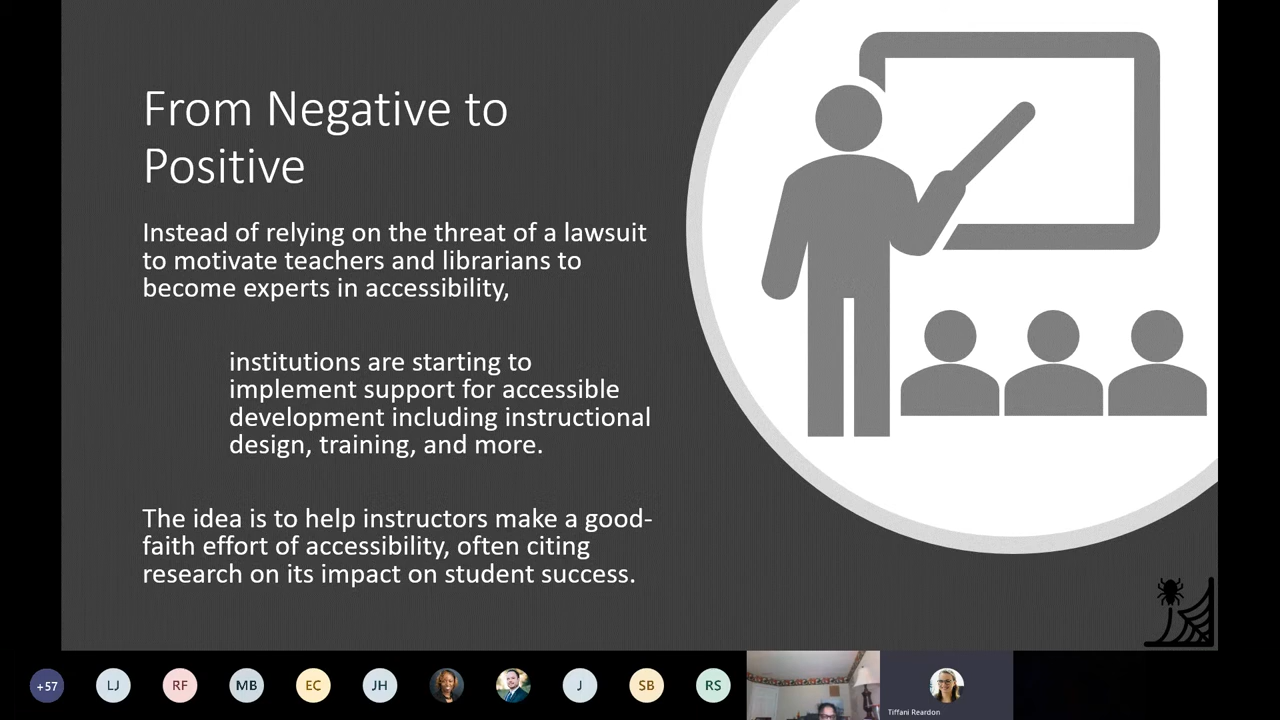 From Negative to
Positive
Instead of relying on the threat of a lawsuit
to motivate teachers and librarians to
become experts in accessibility,
institutions are starting to
implement support for accessible
development including instructional
design, training, and more.
The idea is to help instructors make a good-
faith effort of accessibility, often citing
research on its impact on student success.
+57
LJ
RF
MB
EC
JH
J
SB
RS
Tiffani Reardon